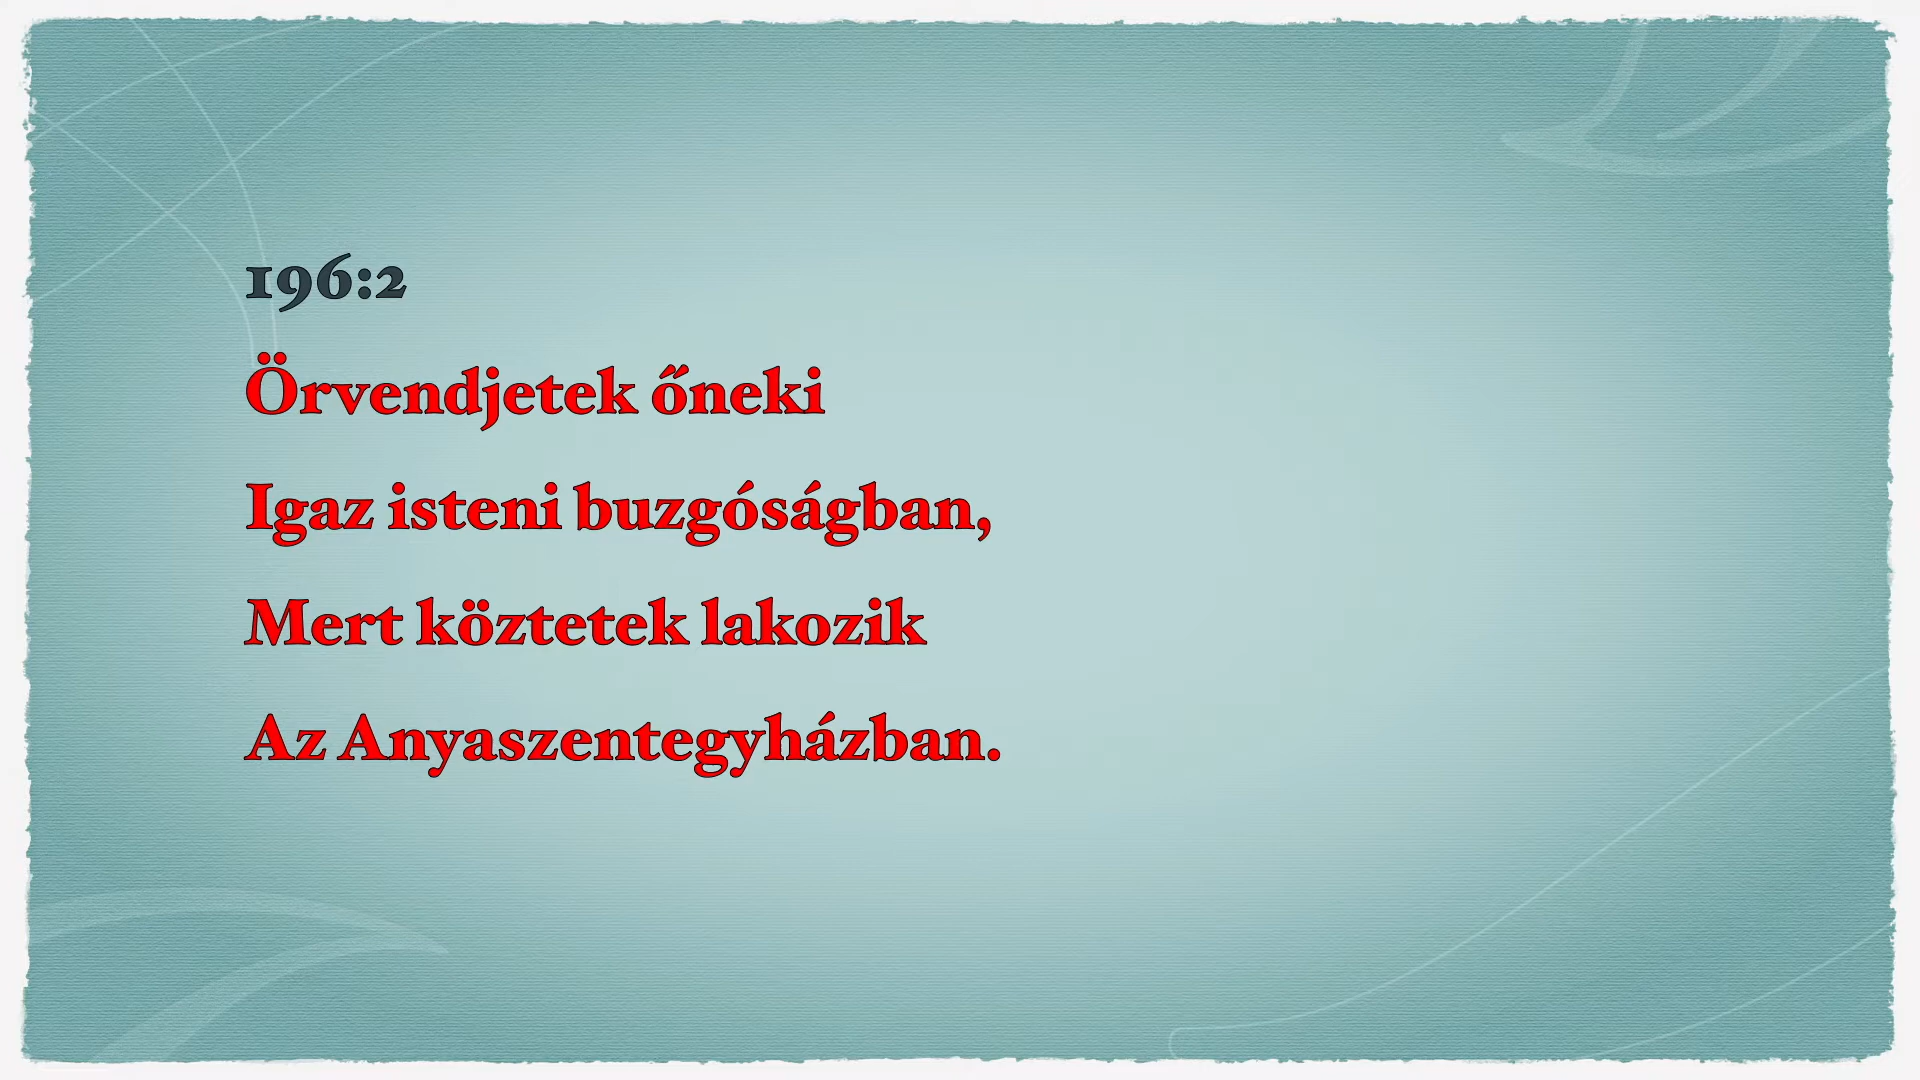 196:2
Örvendjetek őneki
Igaz isteni buzgóságban,
Mert köztetek lakozik
Az Anyaszentegyházban.